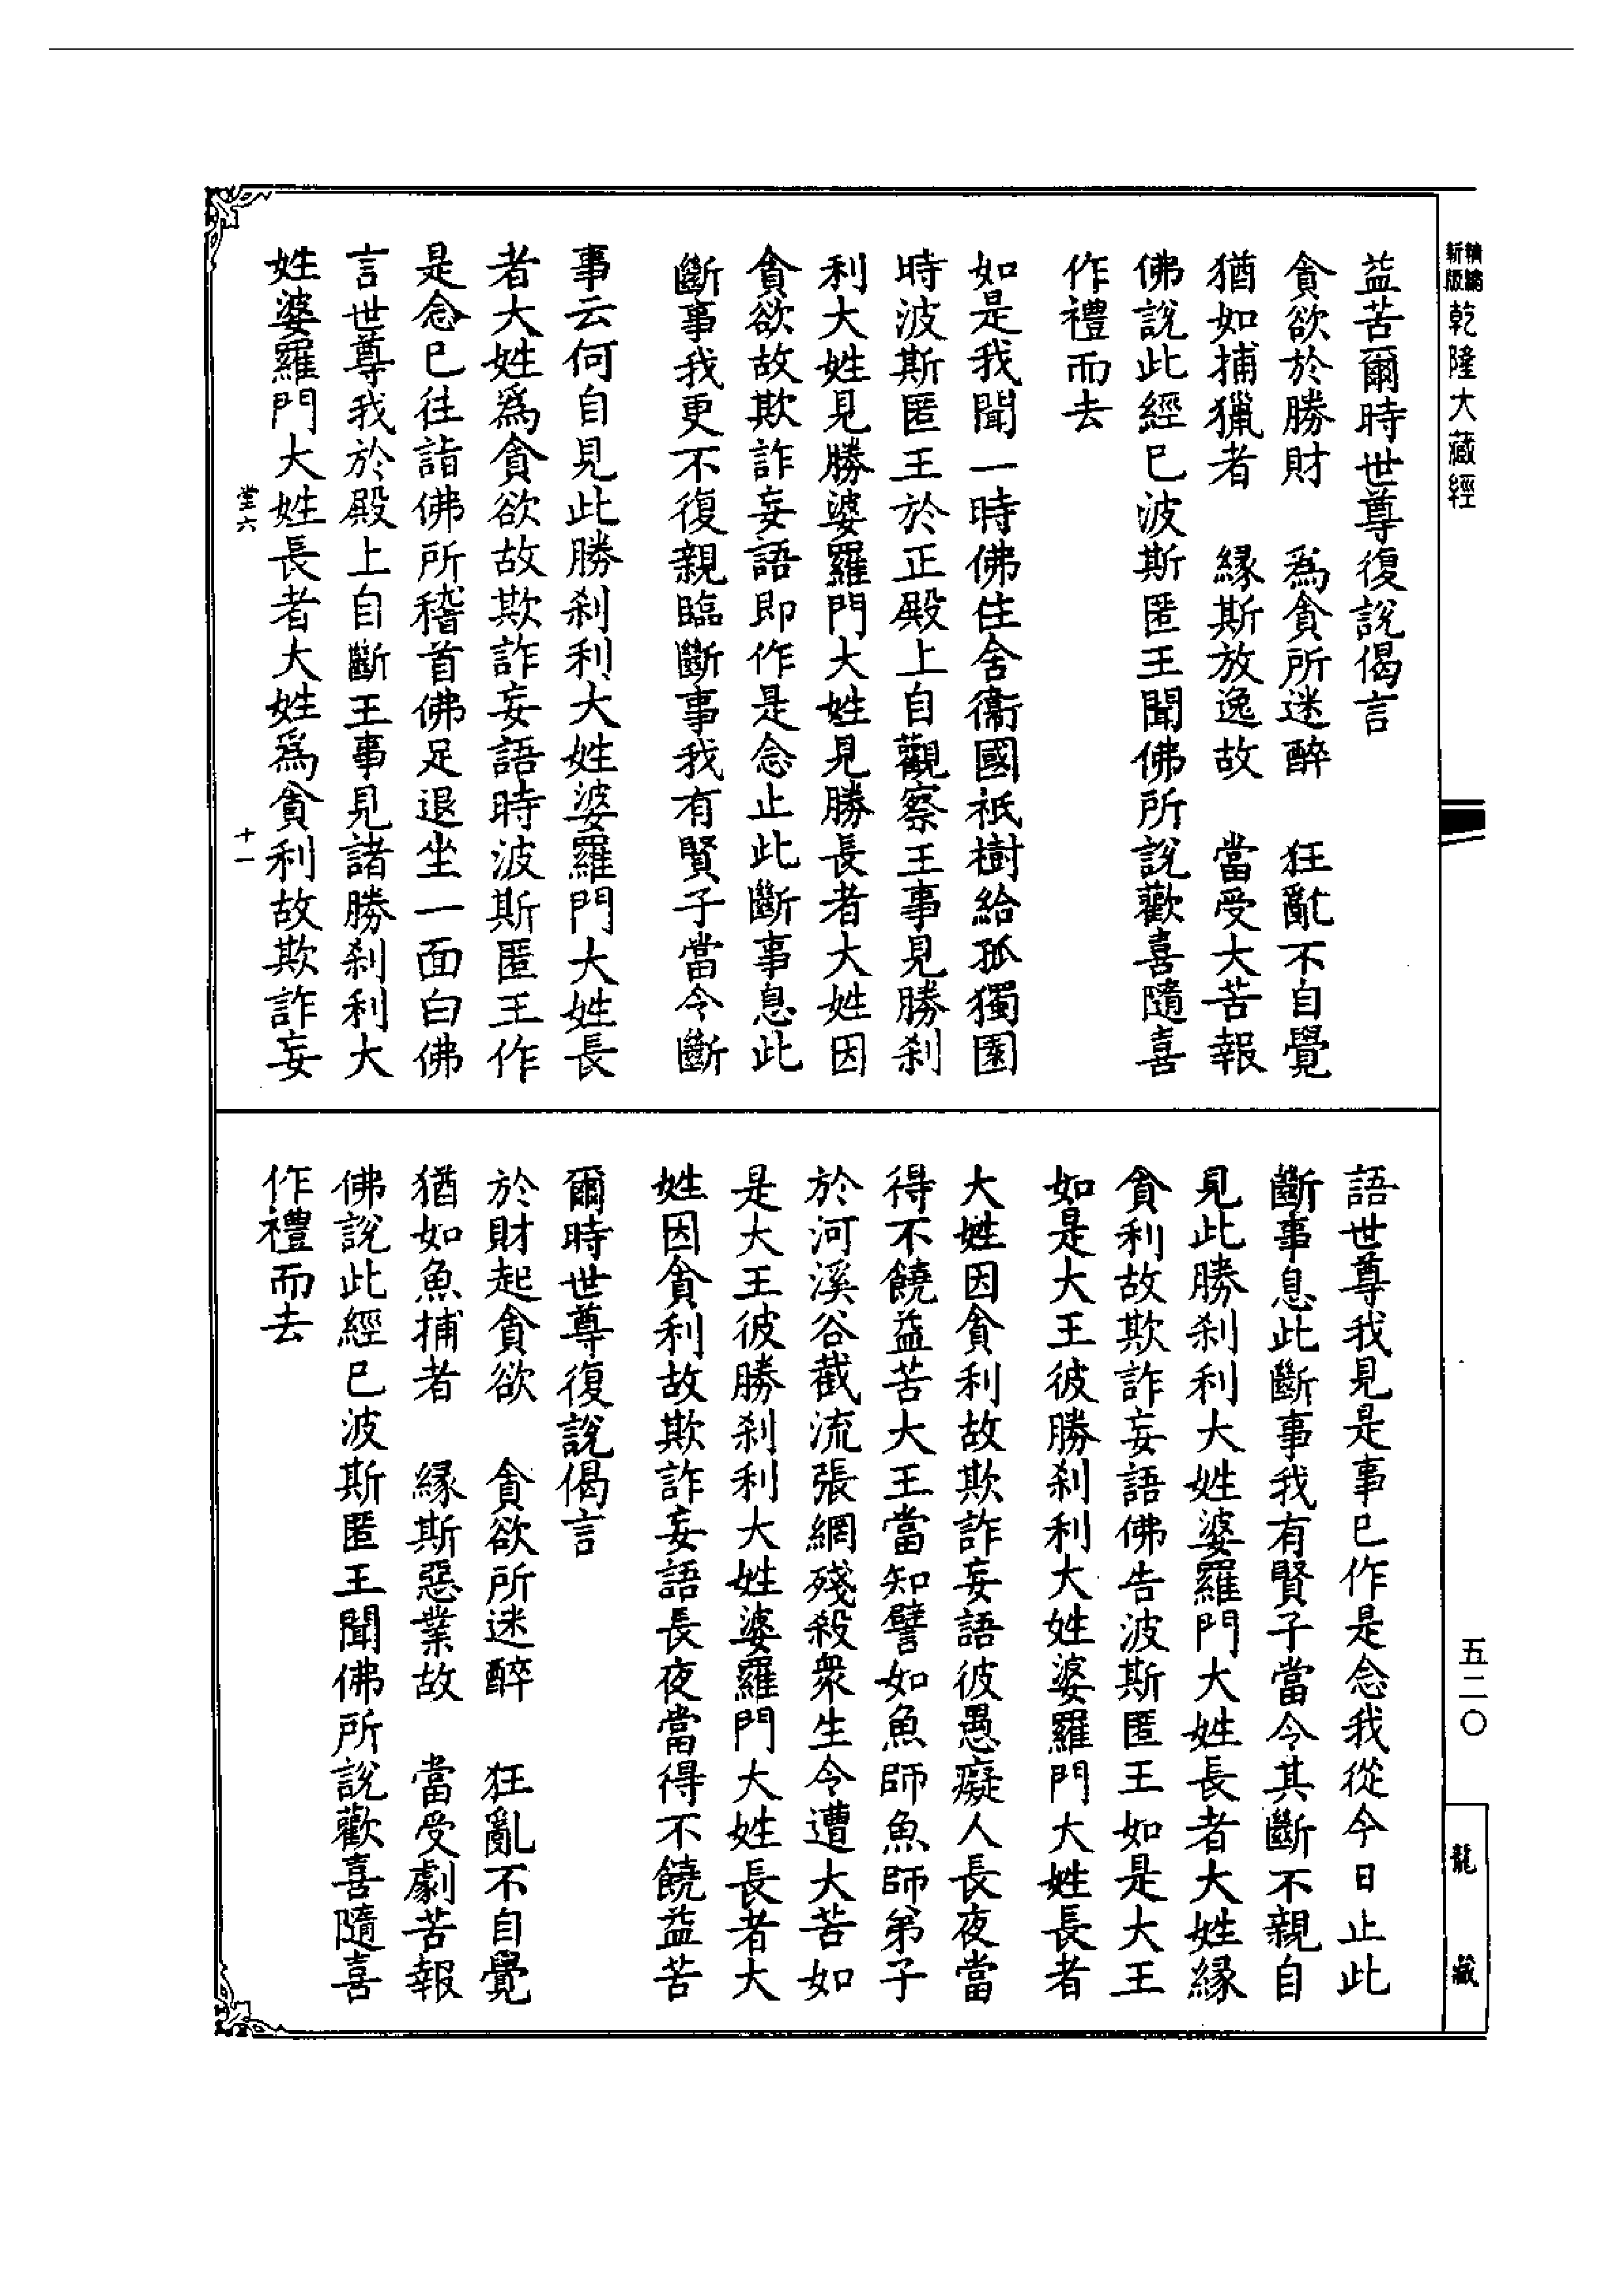 精編
新版
乾隆大藏經
五二〇
龍藏
益苦爾時世尊復說偈言
貪欲於勝財　爲貪所迷醉　狂亂不自覺
猶如捕獵者　緣斯放逸故　當受大苦報
佛說此經已波斯匿王聞佛所說歡喜隨喜
作禮而去
如是我聞一時佛住舍衞國祇樹給孤獨園
時波斯匿王於正殿上自觀察王事見勝刹
利大姓見勝婆羅門大姓見勝長者大姓因
貪欲故欺詐妄語即作是念止此斷事息此
斷事我更不復親臨斷事我有賢子當令斷
事云何自見此勝刹利大姓婆羅門大姓長
者大姓爲貪欲故欺詐妄語時波斯匿王作
是念已往詣佛所稽首佛足退坐一面白佛
言世尊我於殿上自斷王事見諸勝刹利大
姓婆羅門大姓長者大姓爲貪利故欺詐妄
堂六　十一
語世尊我見是事已作是念我從今日止此
斷事息此斷事我有賢子當令其斷不親自
見此勝刹利大姓婆羅門大姓長者大姓緣
貪利故欺詐妄語佛告波斯匿王如是大王
如是大王彼勝刹利大姓婆羅門大姓長者
大姓因貪利故欺詐妄語彼愚癡人長夜當
得不饒益苦大王當知譬如魚師魚師弟子
於河溪谷截流張網殘殺衆生令遭大苦如
是大王彼勝刹利大姓婆羅門大姓長者大
姓因貪利故欺詐妄語長夜當得不饒益苦
爾時世尊復說偈言
於財起貪欲　貪欲所迷醉　狂亂不自覺
猶如魚捕者　緣斯惡業故　當受劇苦報
佛說此經已波斯匿王聞佛所說歡喜隨喜
作禮而去